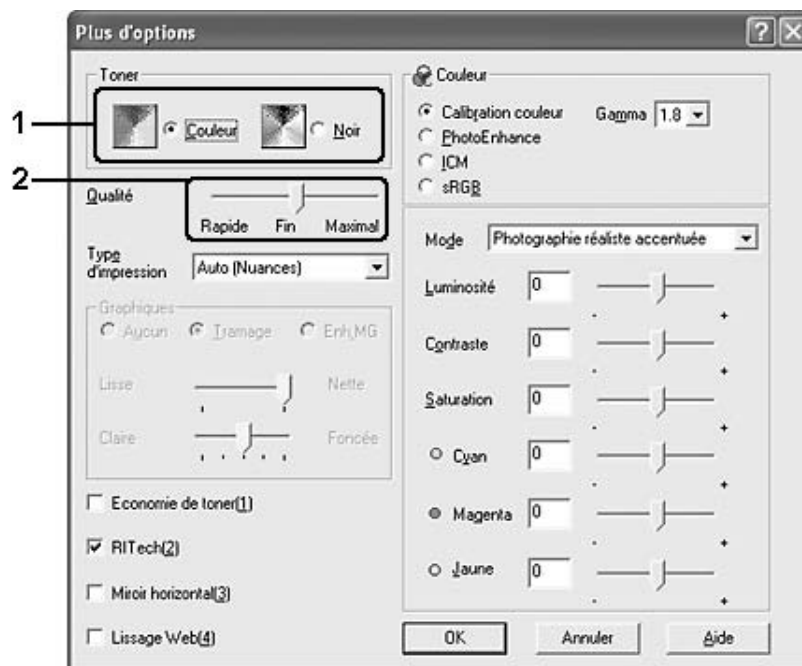 Plus d'options
Toner
1
Couleur
Noir
2
Qualité
Rapide Fin Maximal
Type d'impression
Auto (Nuances)
Graphiques
Aucun Tramage Enh,MG
Lisse Nette
Claire Foncée
Economie de toner(1)
RITech(2)
Miroir horizontal(3)
Lissage Web(4)
Couleur
Calibration couleur
Gamma 1.8
PhotoEnhance
ICM
sRGB
Mode Photographie réaliste accentuée
Luminosité 0
- +
Contraste 0
- +
Saturation 0
- +
Cyan 0
- +
Magenta 0
- +
Jaune 0
- +
OK Annuler Aide